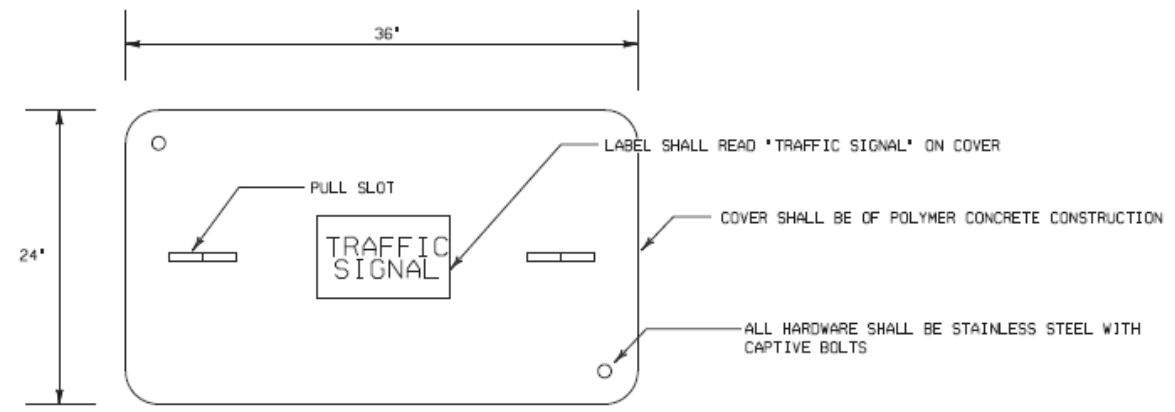 36"
LABEL SHALL READ "TRAFFIC SIGNAL" ON COVER
PULL SLOT
COVER SHALL BE OF POLYMER CONCRETE CONSTRUCTION
24"
TRAFFIC
SIGNAL
ALL HARDWARE SHALL BE STAINLESS STEEL WITH
CAPTIVE BOLTS